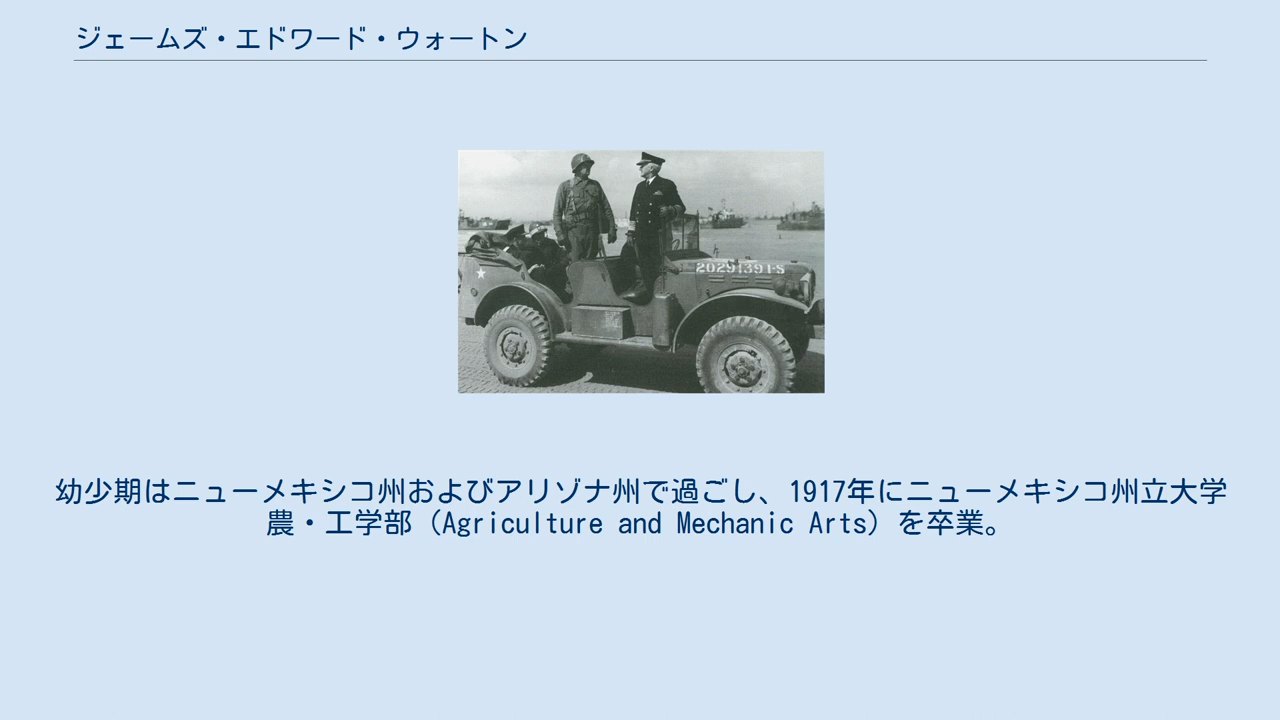 ジェームズ・エドワード・ウォートン
20291391-S
幼少期はニューメキシコ州およびアリゾナ州で過ごし、1917年にニューメキシコ州立大学
農・工学部（Agriculture and Mechanic Arts）を卒業。